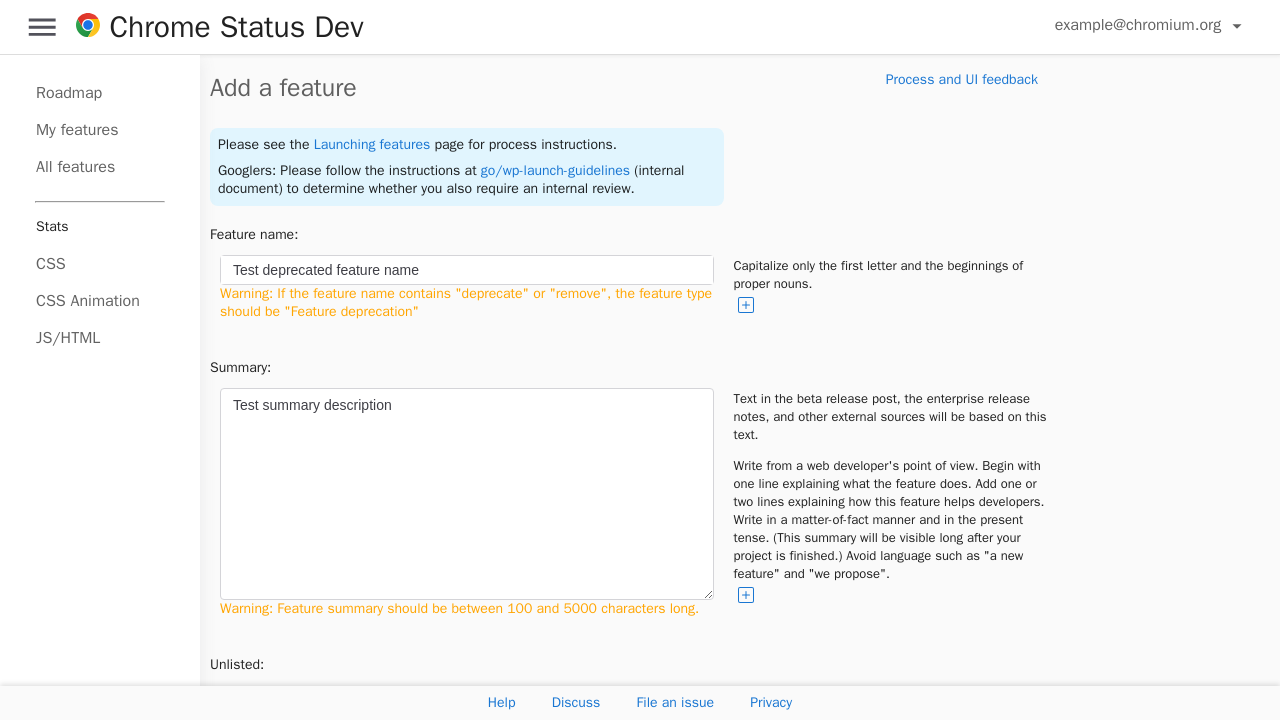 Chrome Status Dev
example@chromium.org
Roadmap
My features
All features
Stats
CSS
CSS Animation
JS/HTML
Add a feature
Process and UI feedback
Please see the Launching features page for process instructions.
Googlers: Please follow the instructions at go/wp-launch-guidelines (internal
document) to determine whether you also require an internal review.
Feature name:
Test deprecated feature name
Warning: If the feature name contains "deprecate" or "remove", the feature type
should be "Feature deprecation"
Capitalize only the first letter and the beginnings of
proper nouns.
Summary:
Test summary description
Warning: Feature summary should be between 100 and 5000 characters long.
Text in the beta release post, the enterprise release
notes, and other external sources will be based on this
text.
Write from a web developer's point of view. Begin with
one line explaining what the feature does. Add one or
two lines explaining how this feature helps developers.
Write in a matter-of-fact manner and in the present
tense. (This summary will be visible long after your
project is finished.) Avoid language such as "a new
feature" and "we propose".
Unlisted:
Help
Discuss
File an issue
Privacy